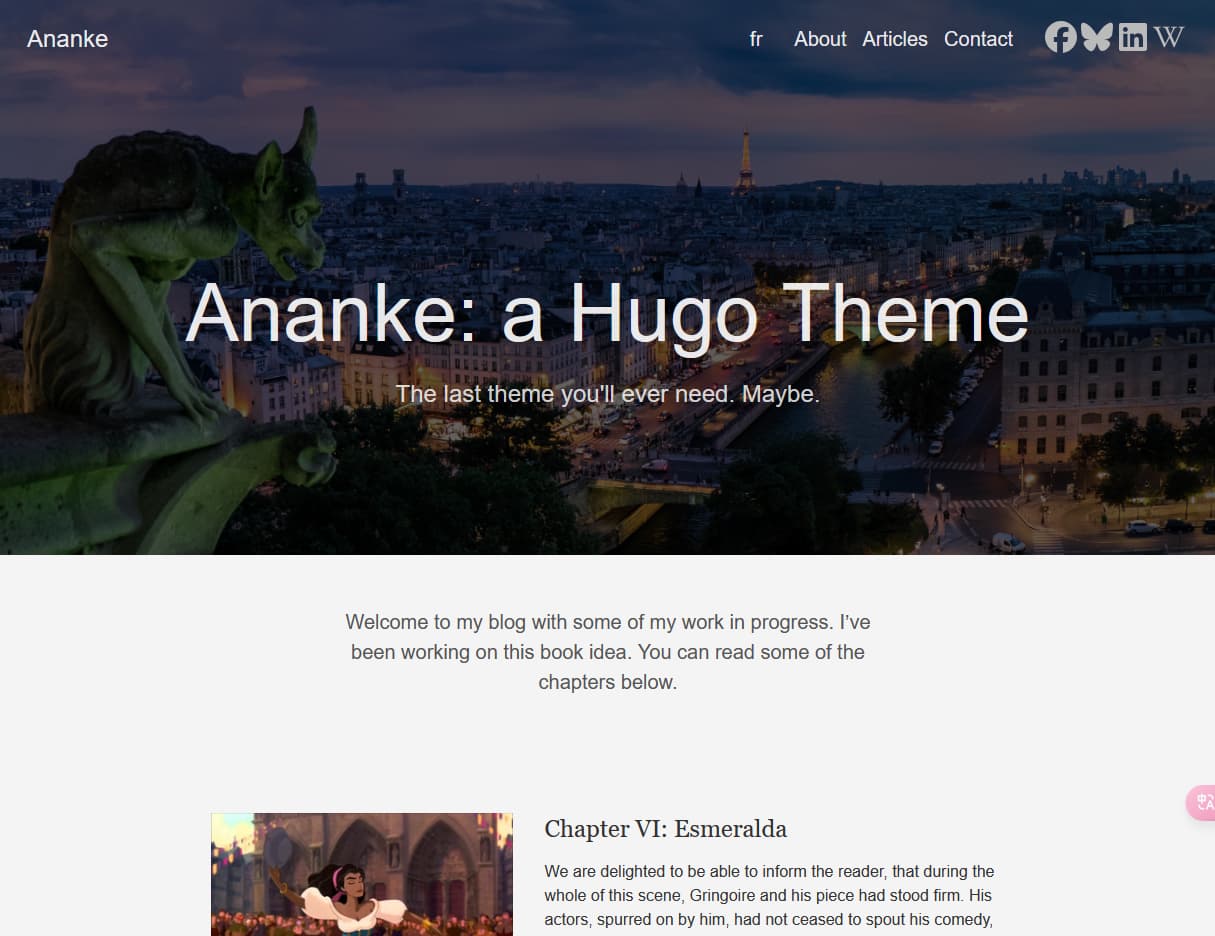 Ananke
fr About Articles Contact
Ananke: a Hugo Theme
The last theme you'll ever need. Maybe.
Welcome to my blog with some of my work in progress. I’ve
been working on this book idea. You can read some of the
chapters below.
Chapter VI: Esmeralda
We are delighted to be able to inform the reader, that during the
whole of this scene, Gringoire and his piece had stood firm. His
actors, spurred on by him, had not ceased to spout his comedy,